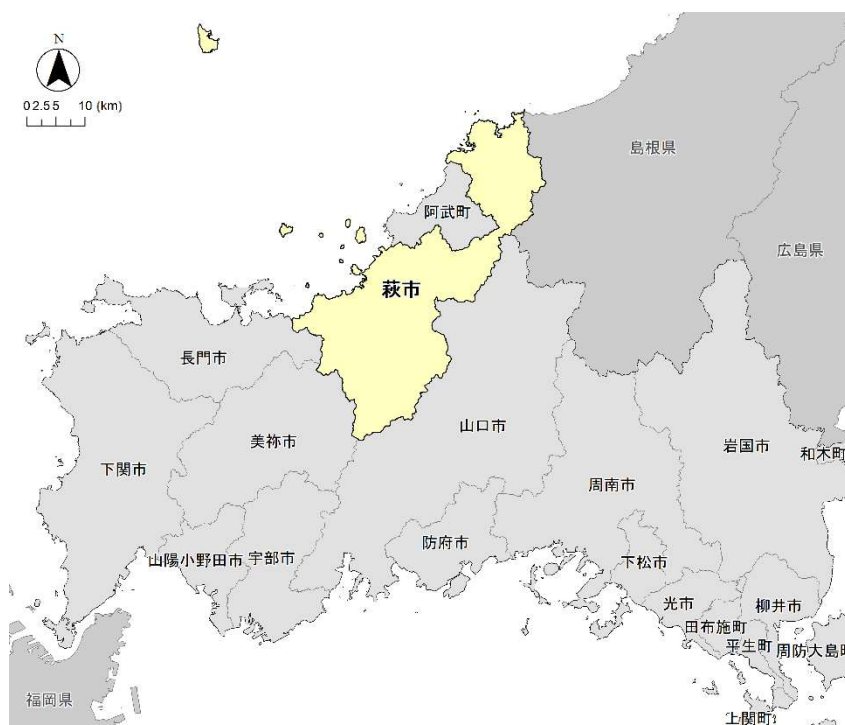 N
0 2.5 5 10 (km)
島根県
阿武町
広島県
萩市
長門市
美祢市
山口市
岩国市
下関市
和木町
周南市
防府市
山陽小野田市
宇部市
下松市
光市
柳井市
田布施町
平生町
周防大島町
福岡県
上関町